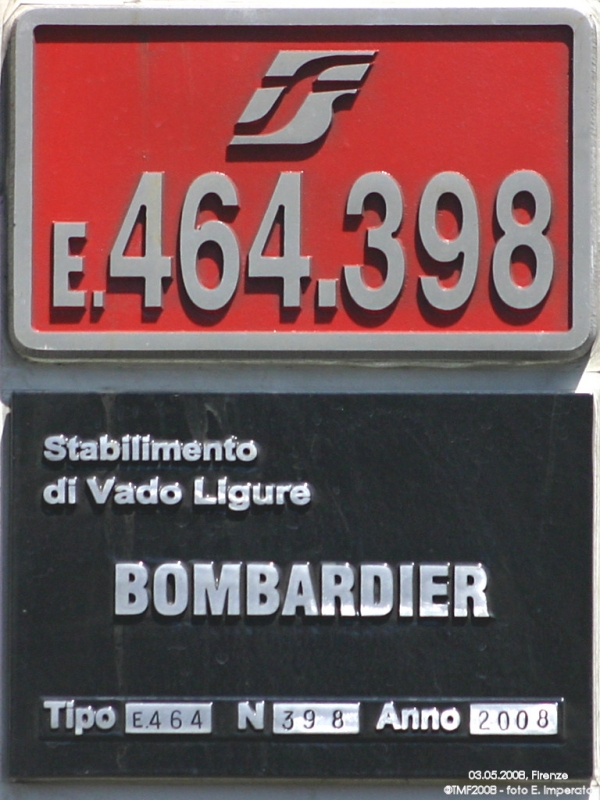 E.464.398
Stabilimento
di Vado Ligure
BOMBARDIER
Tipo E.464 N 398 Anno 2008
03.05.2008, Firenze
©TMF2008 - foto E. Imperato